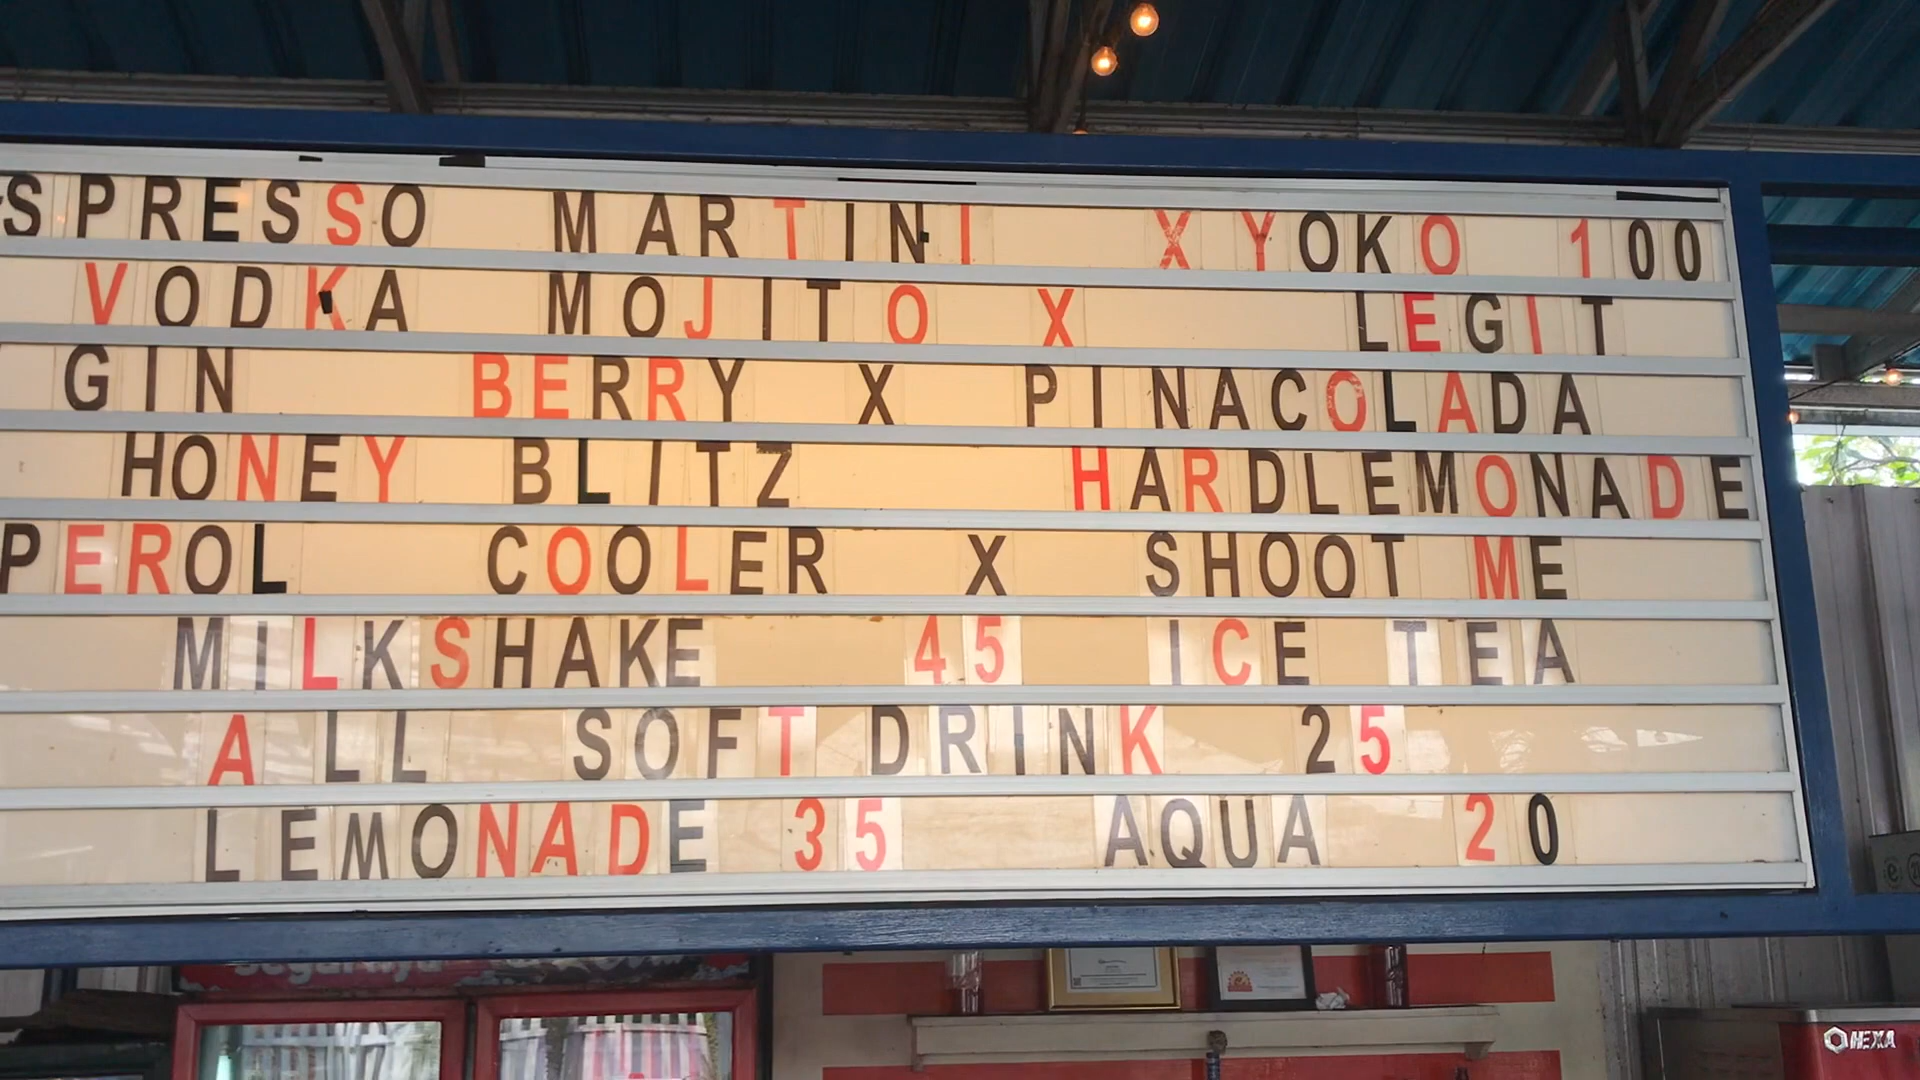 SPRESSO MARTINI X YOKO 100
VODKA MOJITO X LEGIT
GIN BERRY X PINACOLADA
HONEY BLITZ HARDLEMONADE
PEROL COOLER X SHOOT ME
MILKSHAKE 45 ICE TEA
ALL SOFT DRINK 25
LEMONADE 35 AQUA 20
HEXA